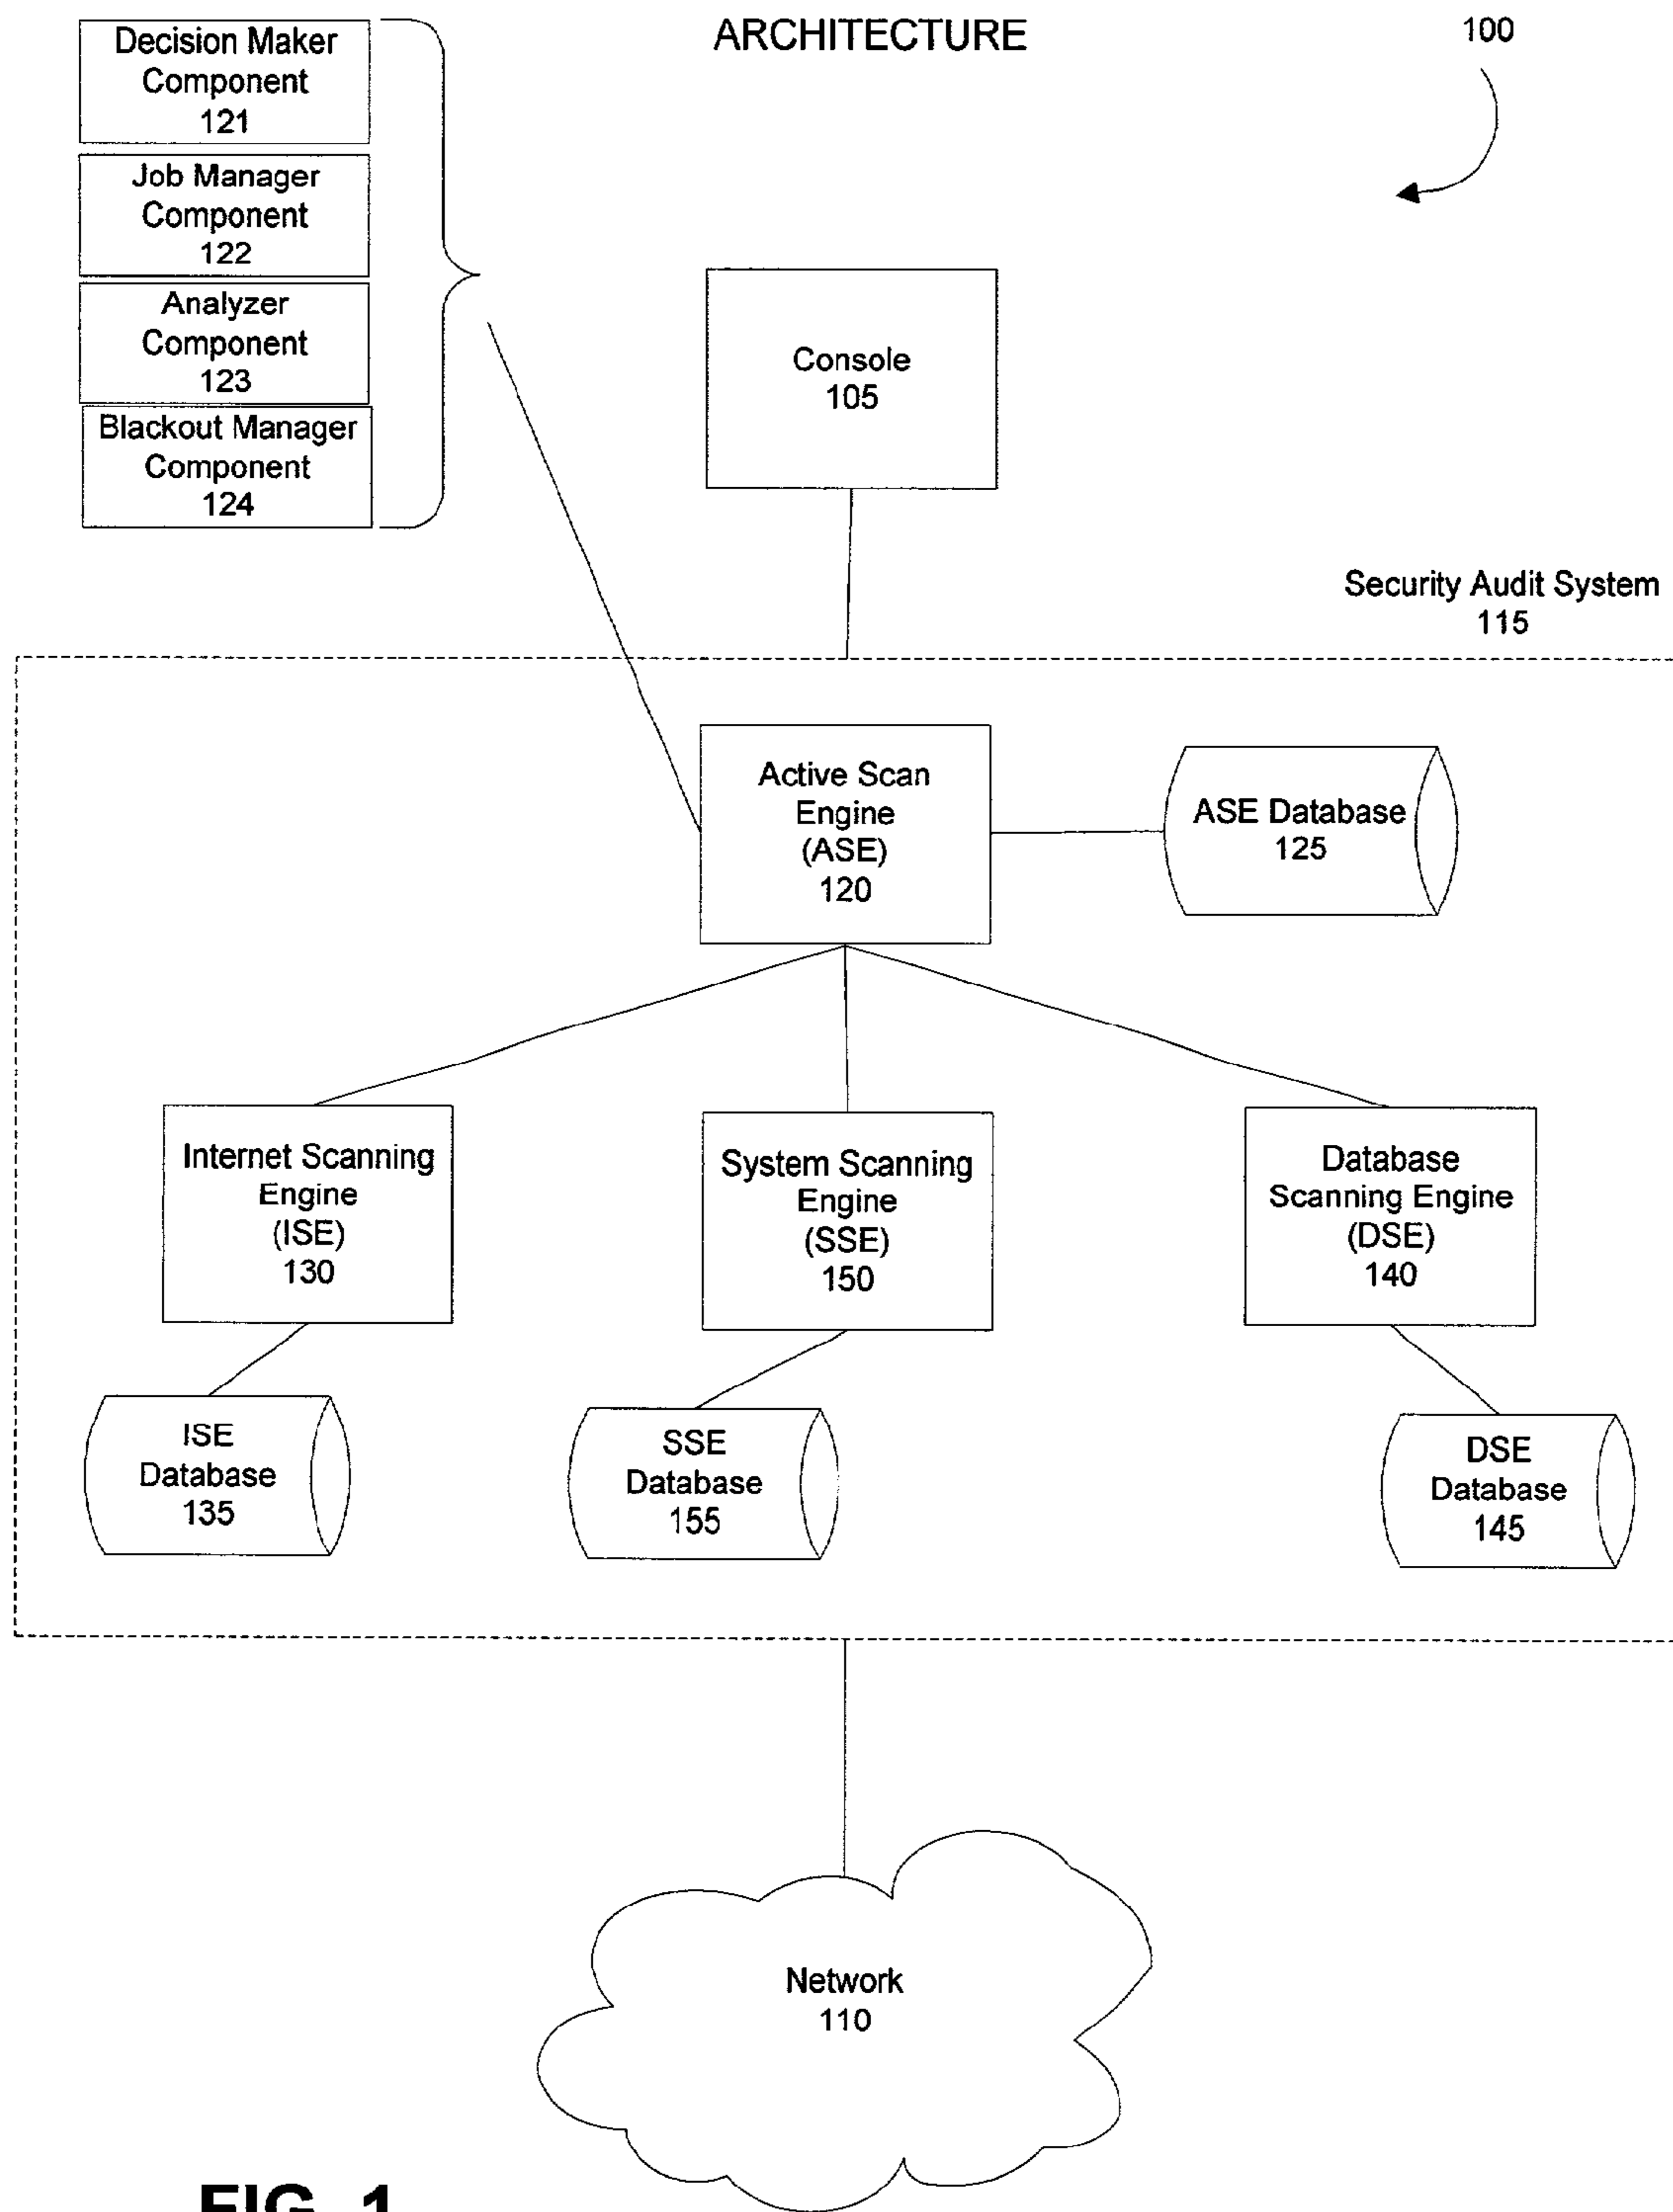 ARCHITECTURE
100
Decision Maker
Component
121
Job Manager
Component
122
Analyzer
Component
123
Blackout Manager
Component
124
Console
105
Security Audit System
115
Active Scan
Engine
(ASE)
120
ASE Database
125
Internet Scanning
Engine
(ISE)
130
System Scanning
Engine
(SSE)
150
Database
Scanning Engine
(DSE)
140
ISE
Database
135
SSE
Database
155
DSE
Database
145
Network
110
FIG. 1